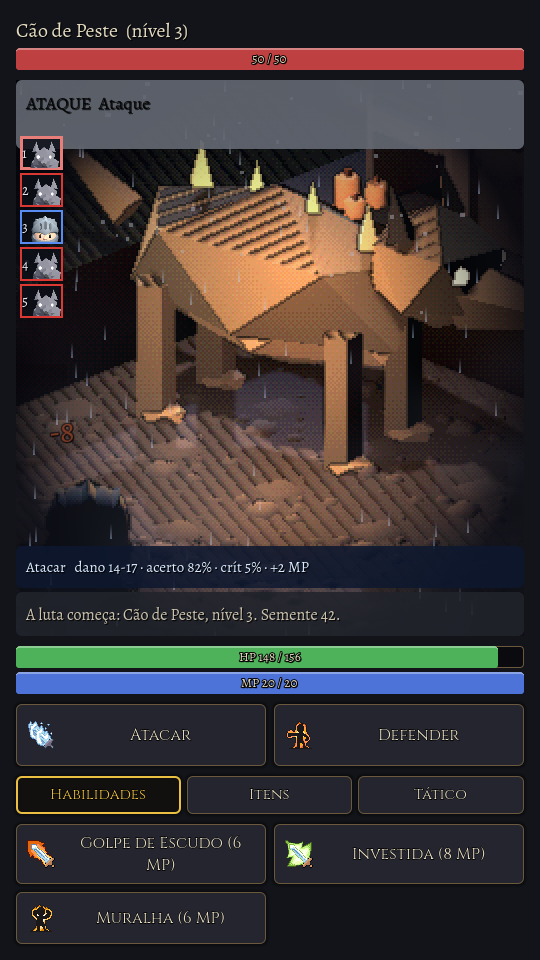 Cão de Peste (nível 3)
50 / 50
ATAQUE Ataque
1
2
3
4
5
-8
Atacar dano 14-17 · acerto 82% · crít 5% · +2 MP
A luta começa: Cão de Peste, nível 3. Semente 42.
HP 148 / 156
MP 20 / 20
Atacar
Defender
Habilidades
Itens
Tático
Golpe de Escudo (6
MP)
Investida (8 MP)
Muralha (6 MP)